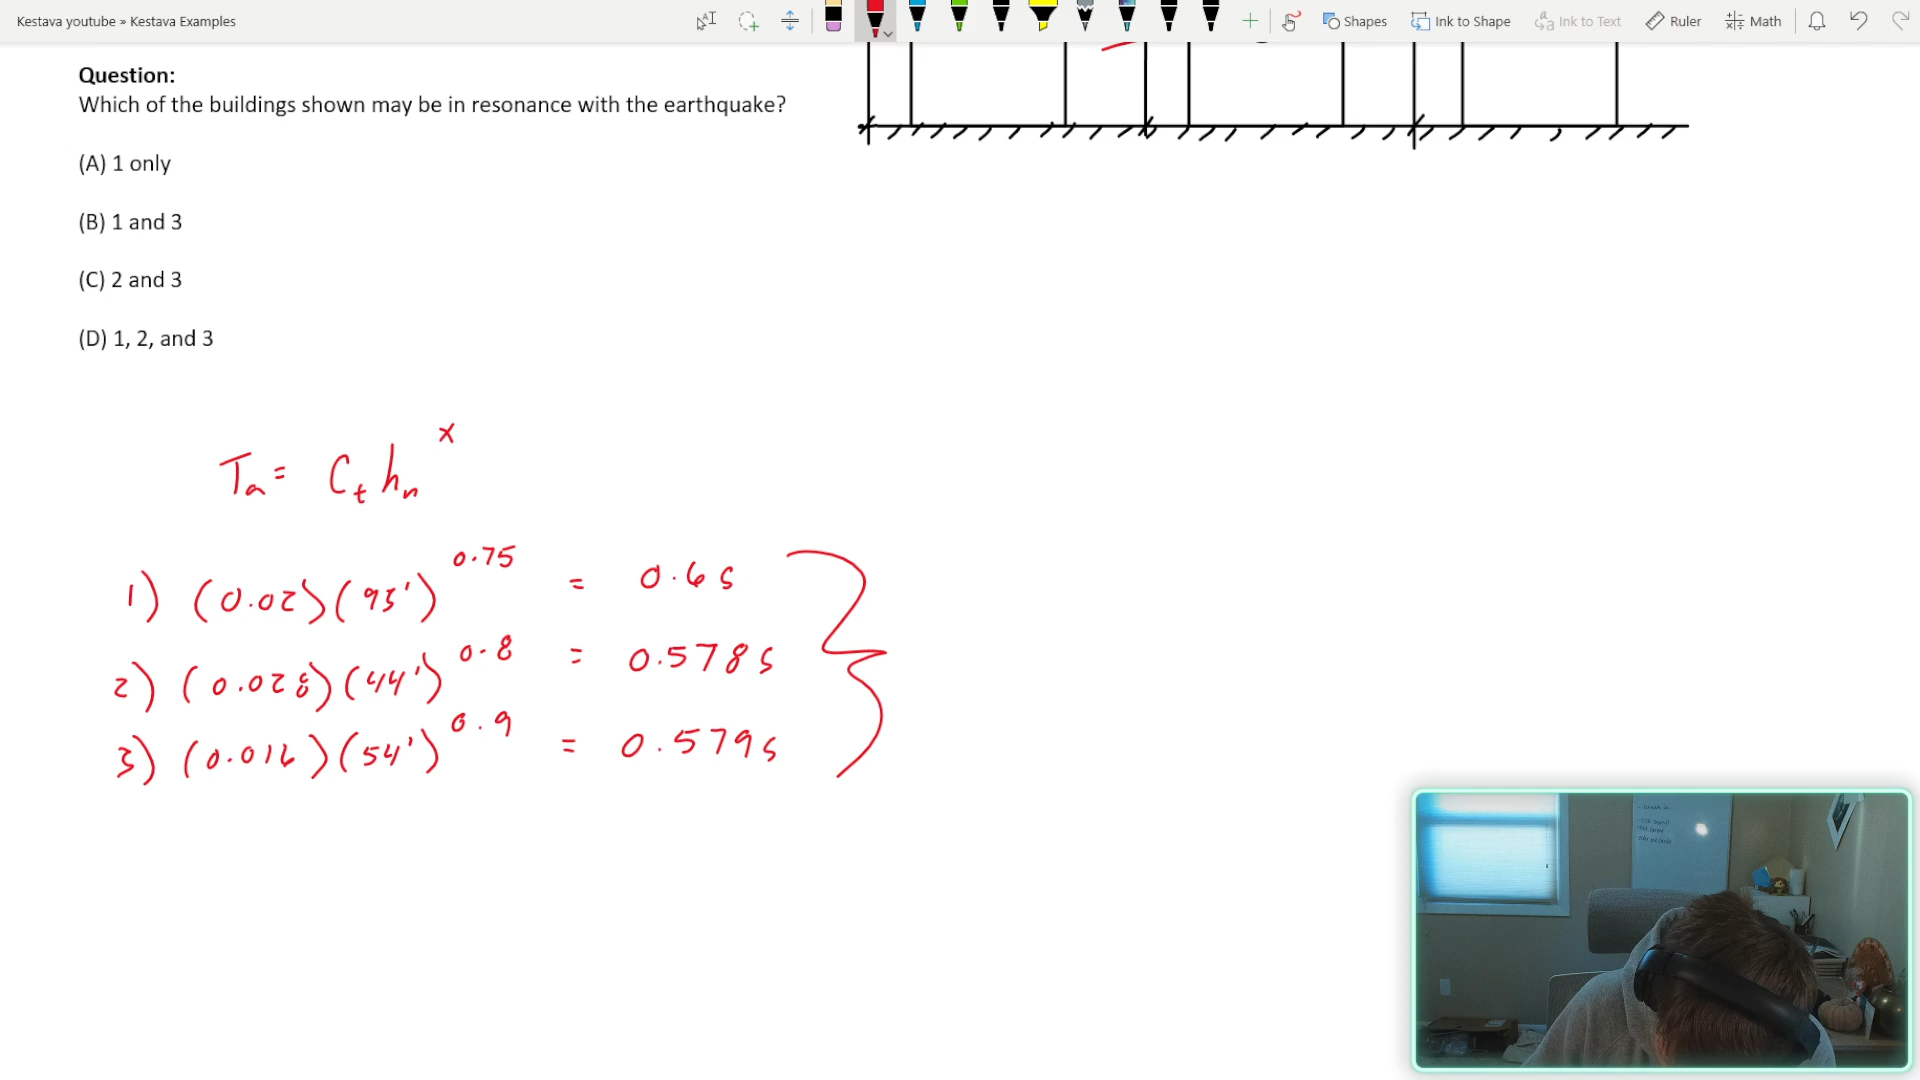 Kestava youtube » Kestava Examples
Shapes Ink to Shape Ink to Text Ruler Math
Question:
Which of the buildings shown may be in resonance with the earthquake?
(A) 1 only
(B) 1 and 3
(C) 2 and 3
(D) 1, 2, and 3
Ta = Ct hn^x
1) (0.02)(95')^0.75 = 0.6s
2) (0.028)(44')^0.8 = 0.578s
3) (0.016)(54')^0.9 = 0.579s